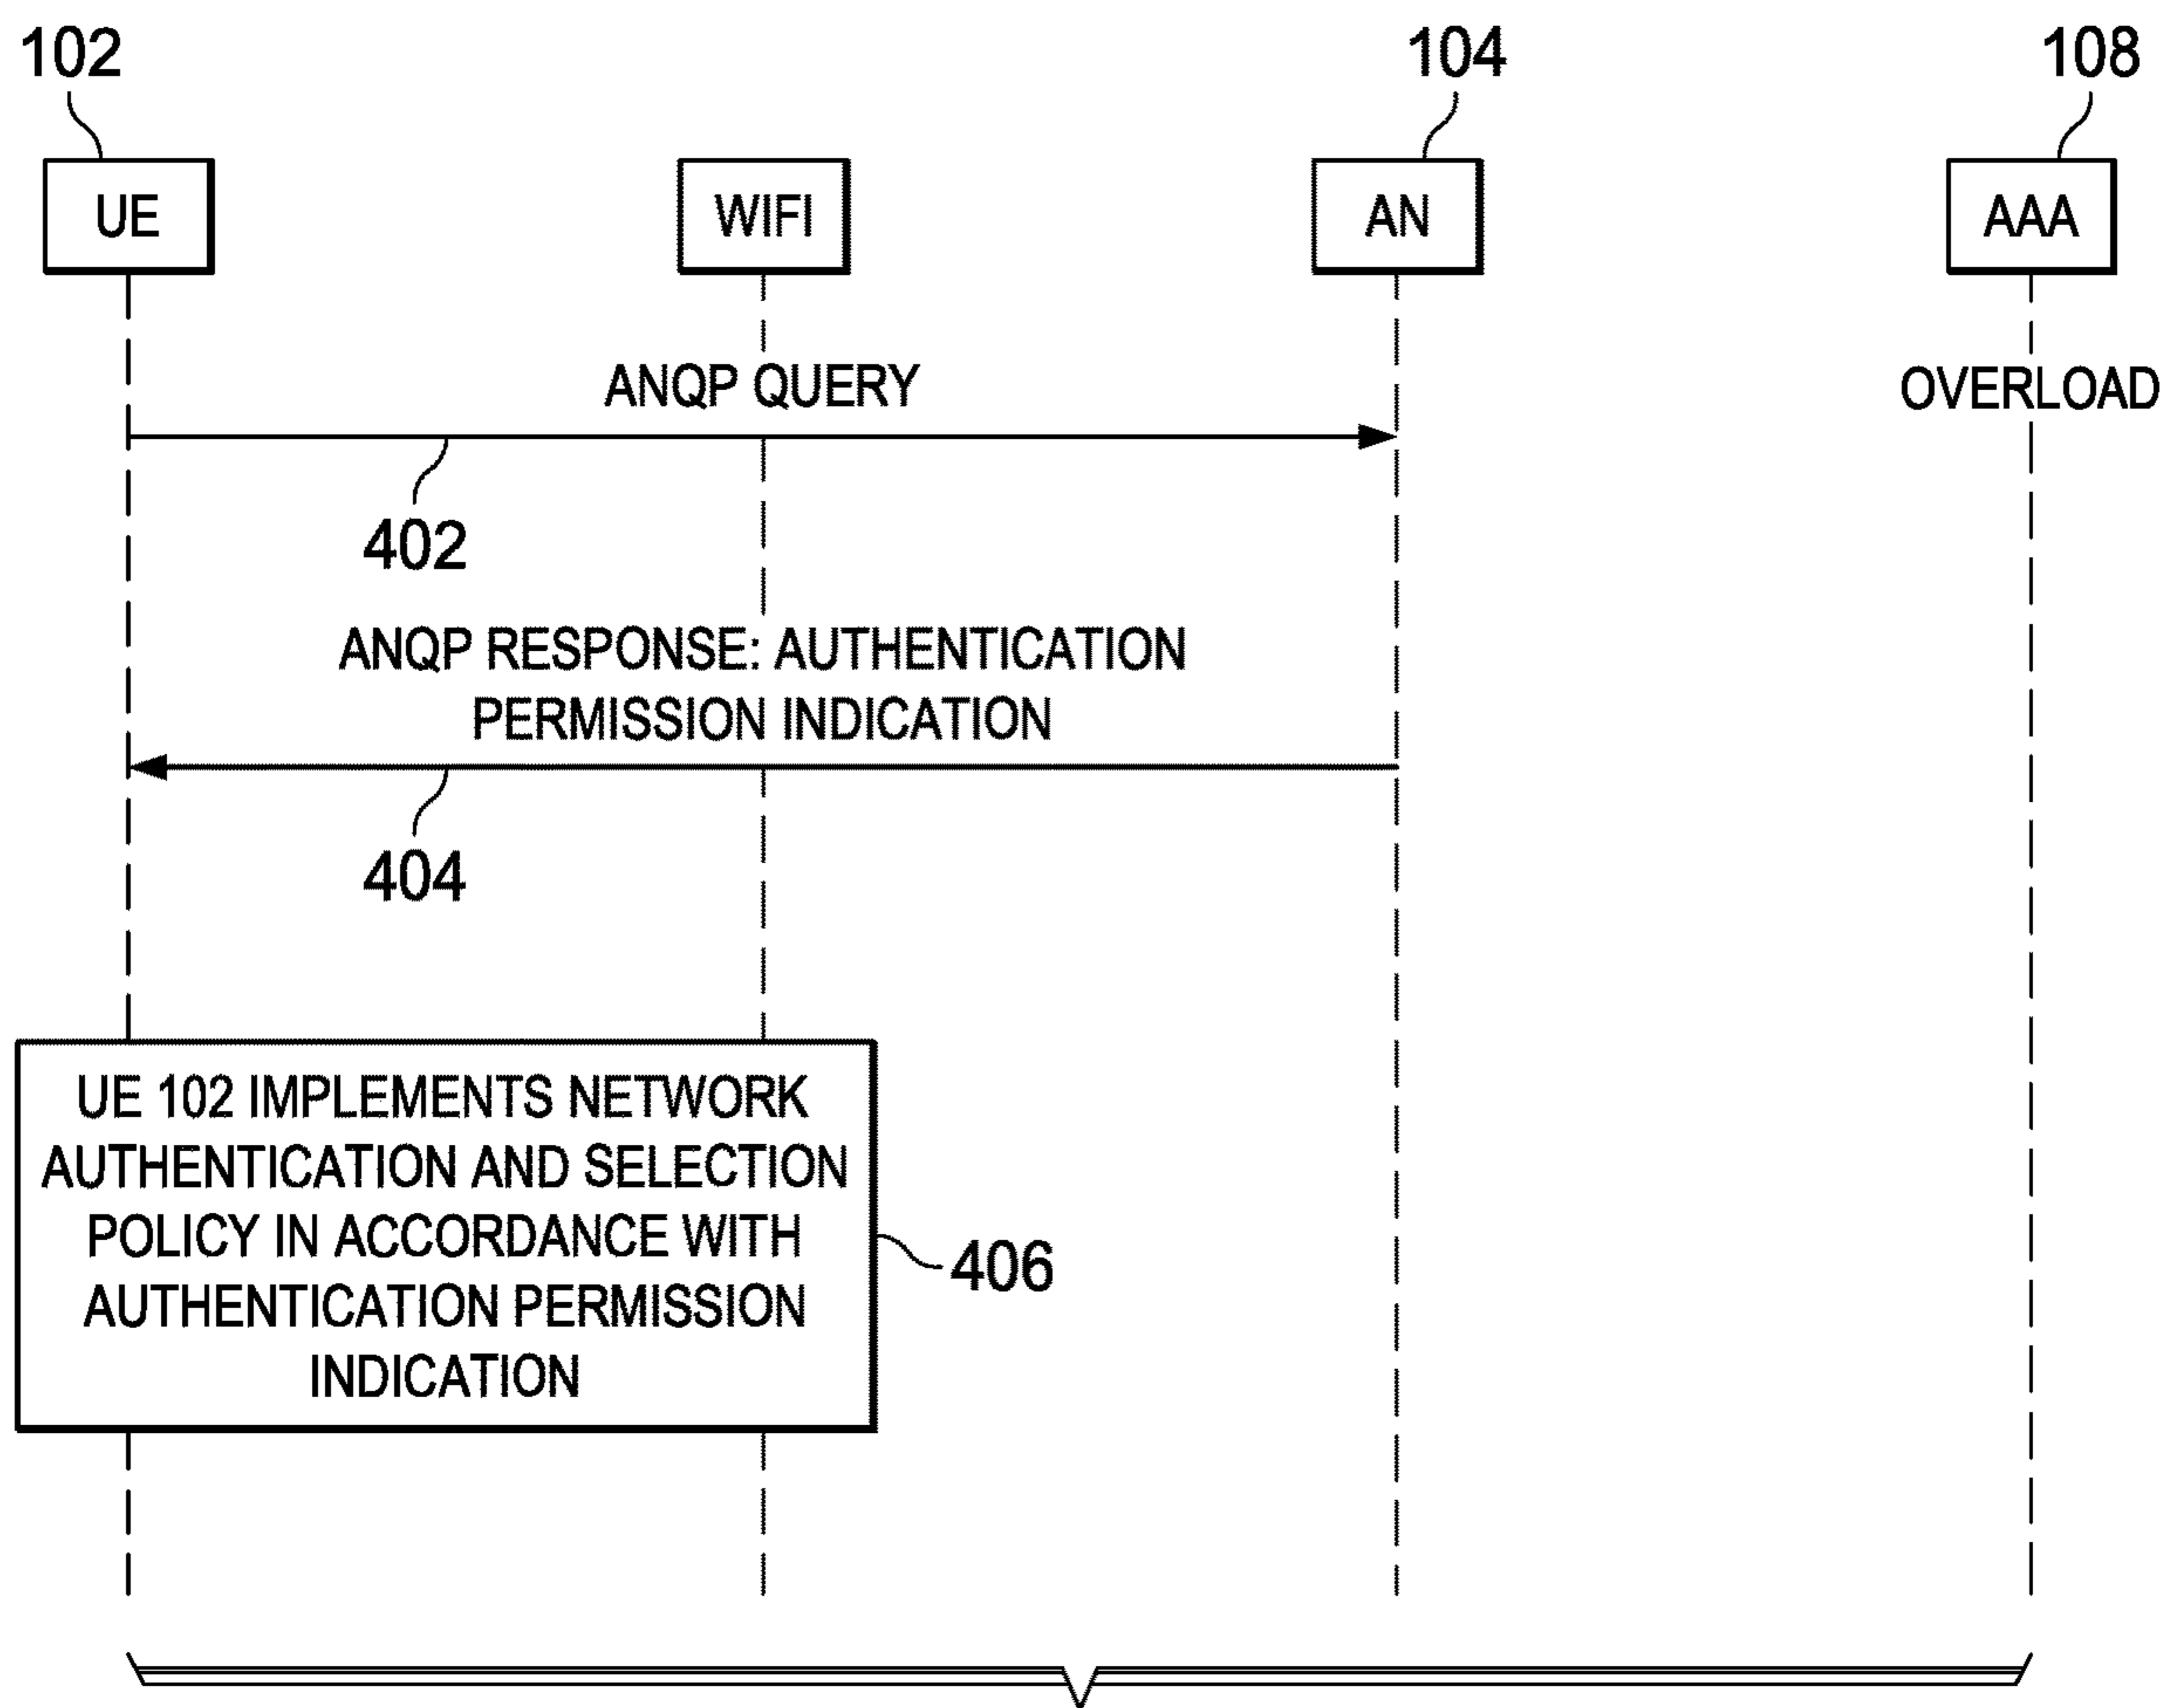 102
104
108
UE
WIFI
AN
AAA
ANQP QUERY
OVERLOAD
402
ANQP RESPONSE: AUTHENTICATION
PERMISSION INDICATION
404
UE 102 IMPLEMENTS NETWORK
AUTHENTICATION AND SELECTION
POLICY IN ACCORDANCE WITH
AUTHENTICATION PERMISSION
INDICATION
406